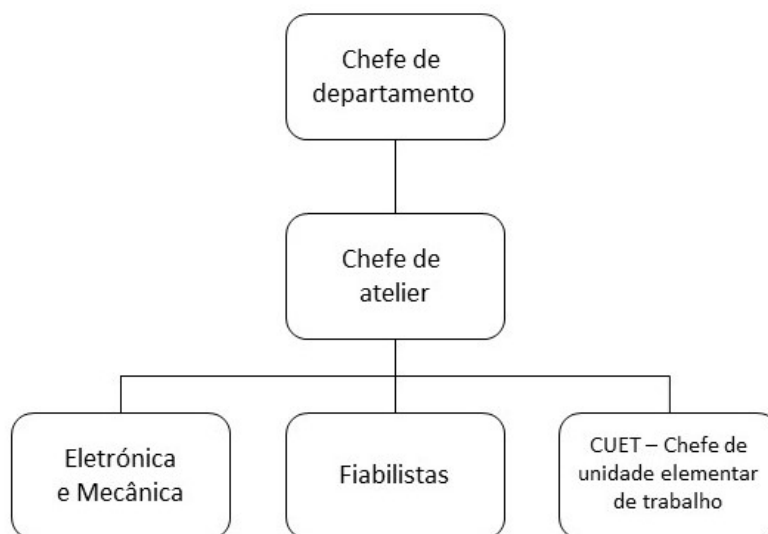 Chefe de
departamento
Chefe de
atelier
Eletrónica
e Mecânica
Fiabilistas
CUET – Chefe de
unidade elementar
de trabalho